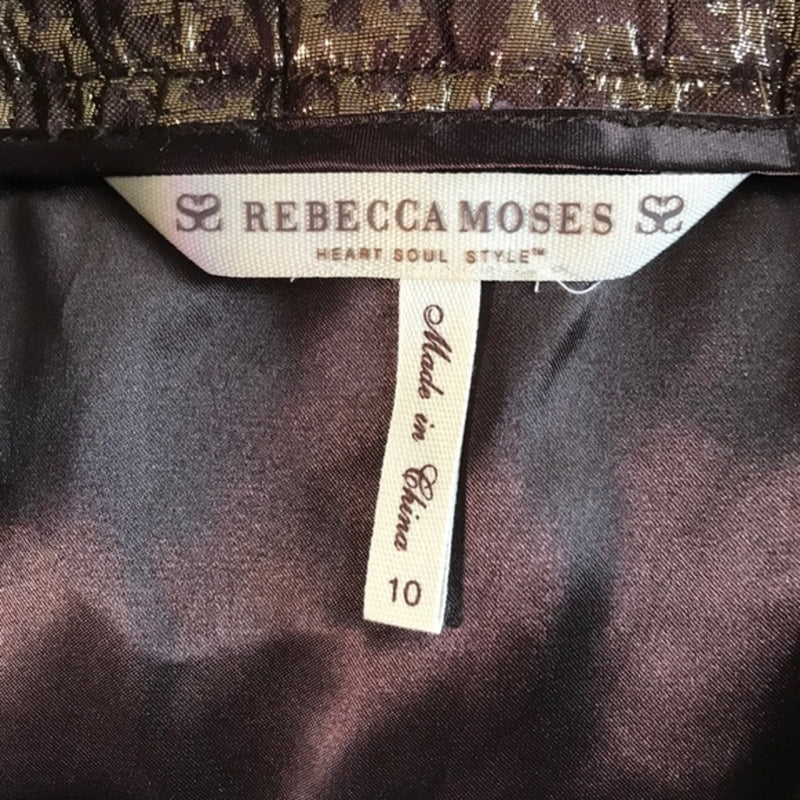 REBECCA MOSES
HEART SOUL STYLE™
Made in China
10